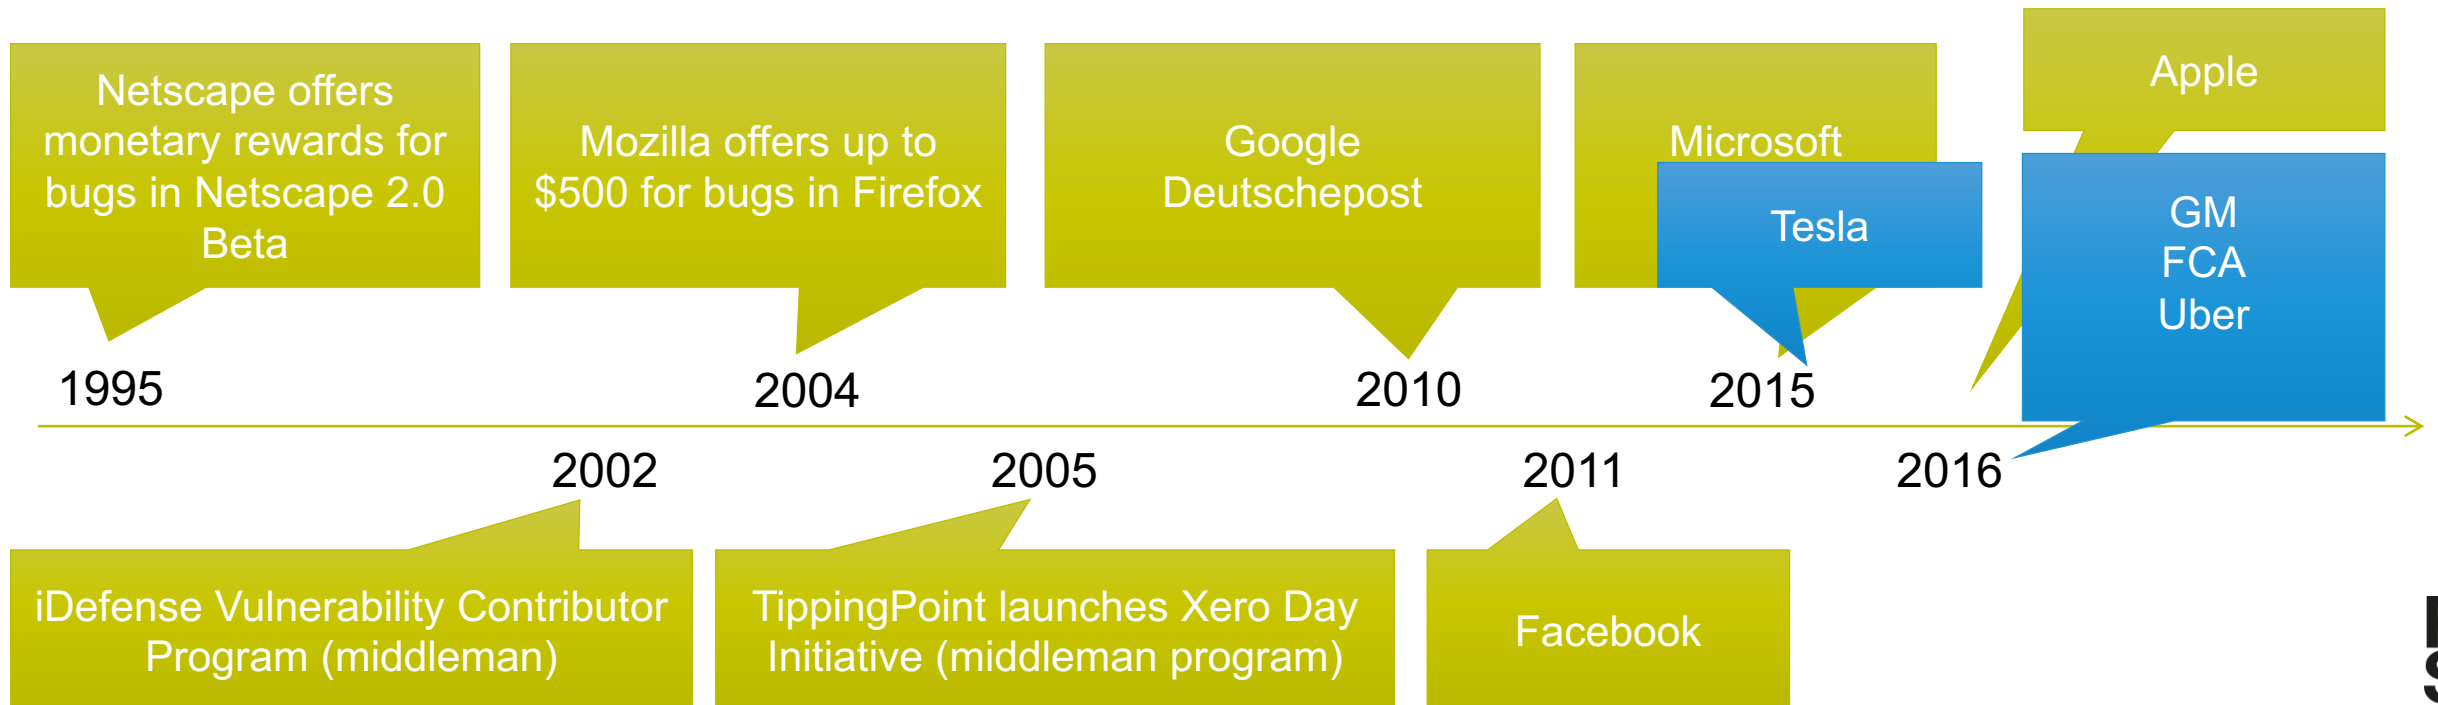 Netscape offers
monetary rewards for
bugs in Netscape 2.0
Beta
Mozilla offers up to
$500 for bugs in Firefox
Google
Deutschepost
Microsoft
Tesla
Apple
GM
FCA
Uber
1995
2004
2010
2015
2002
2005
2011
2016
iDefense Vulnerability Contributor
Program (middleman)
TippingPoint launches Xero Day
Initiative (middleman program)
Facebook